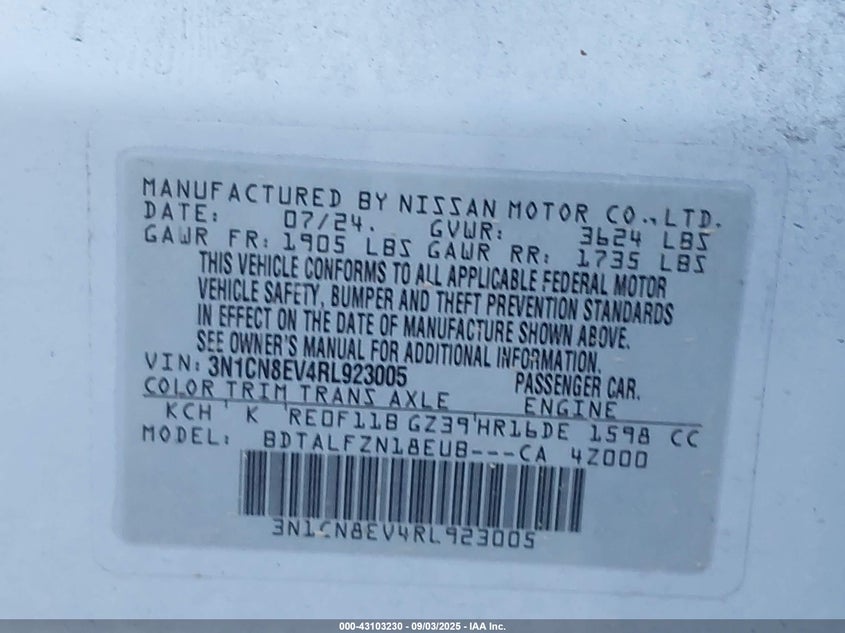 MANUFACTURED BY NISSAN MOTOR CO.,LTD.
DATE: 07/24. GVWR: 3624 LBS
GAWR FR: 1905 LBS GAWR RR: 1735 LBS
THIS VEHICLE CONFORMS TO ALL APPLICABLE FEDERAL MOTOR
VEHICLE SAFETY, BUMPER AND THEFT PREVENTION STANDARDS
IN EFFECT ON THE DATE OF MANUFACTURE SHOWN ABOVE.
SEE OWNER'S MANUAL FOR ADDITIONAL INFORMATION.
VIN: 3N1CN8EV4RL923005 PASSENGER CAR.
COLOR TRIM TRANS AXLE ENGINE
KCH K RE0F11B GZ39 HR16DE 1598 CC
MODEL: BDTALFZN18EUB---CA 4Z000
3N1CN8EV4RL923005
000-43103230 - 09/03/2025 - IAA Inc.